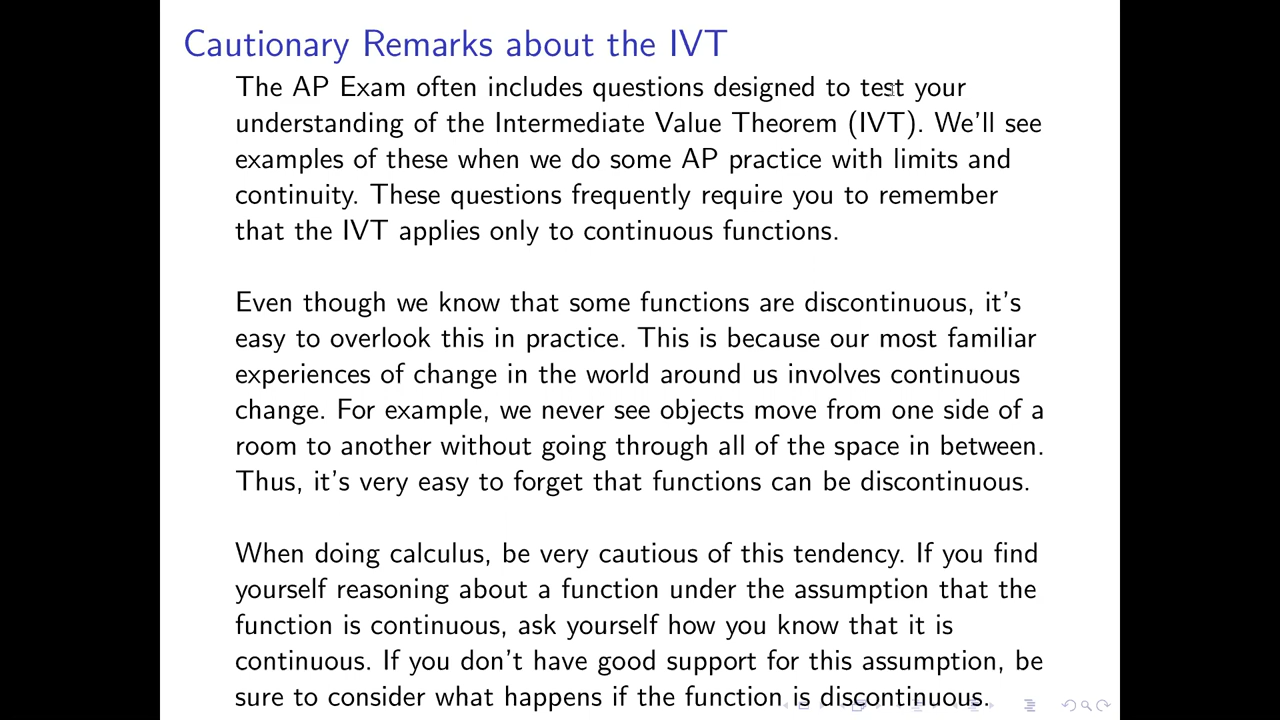 Cautionary Remarks about the IVT
The AP Exam often includes questions designed to test your
understanding of the Intermediate Value Theorem (IVT). We'll see
examples of these when we do some AP practice with limits and
continuity. These questions frequently require you to remember
that the IVT applies only to continuous functions.
Even though we know that some functions are discontinuous, it's
easy to overlook this in practice. This is because our most familiar
experiences of change in the world around us involves continuous
change. For example, we never see objects move from one side of a
room to another without going through all of the space in between.
Thus, it's very easy to forget that functions can be discontinuous.
When doing calculus, be very cautious of this tendency. If you find
yourself reasoning about a function under the assumption that the
function is continuous, ask yourself how you know that it is
continuous. If you don't have good support for this assumption, be
sure to consider what happens if the function is discontinuous.